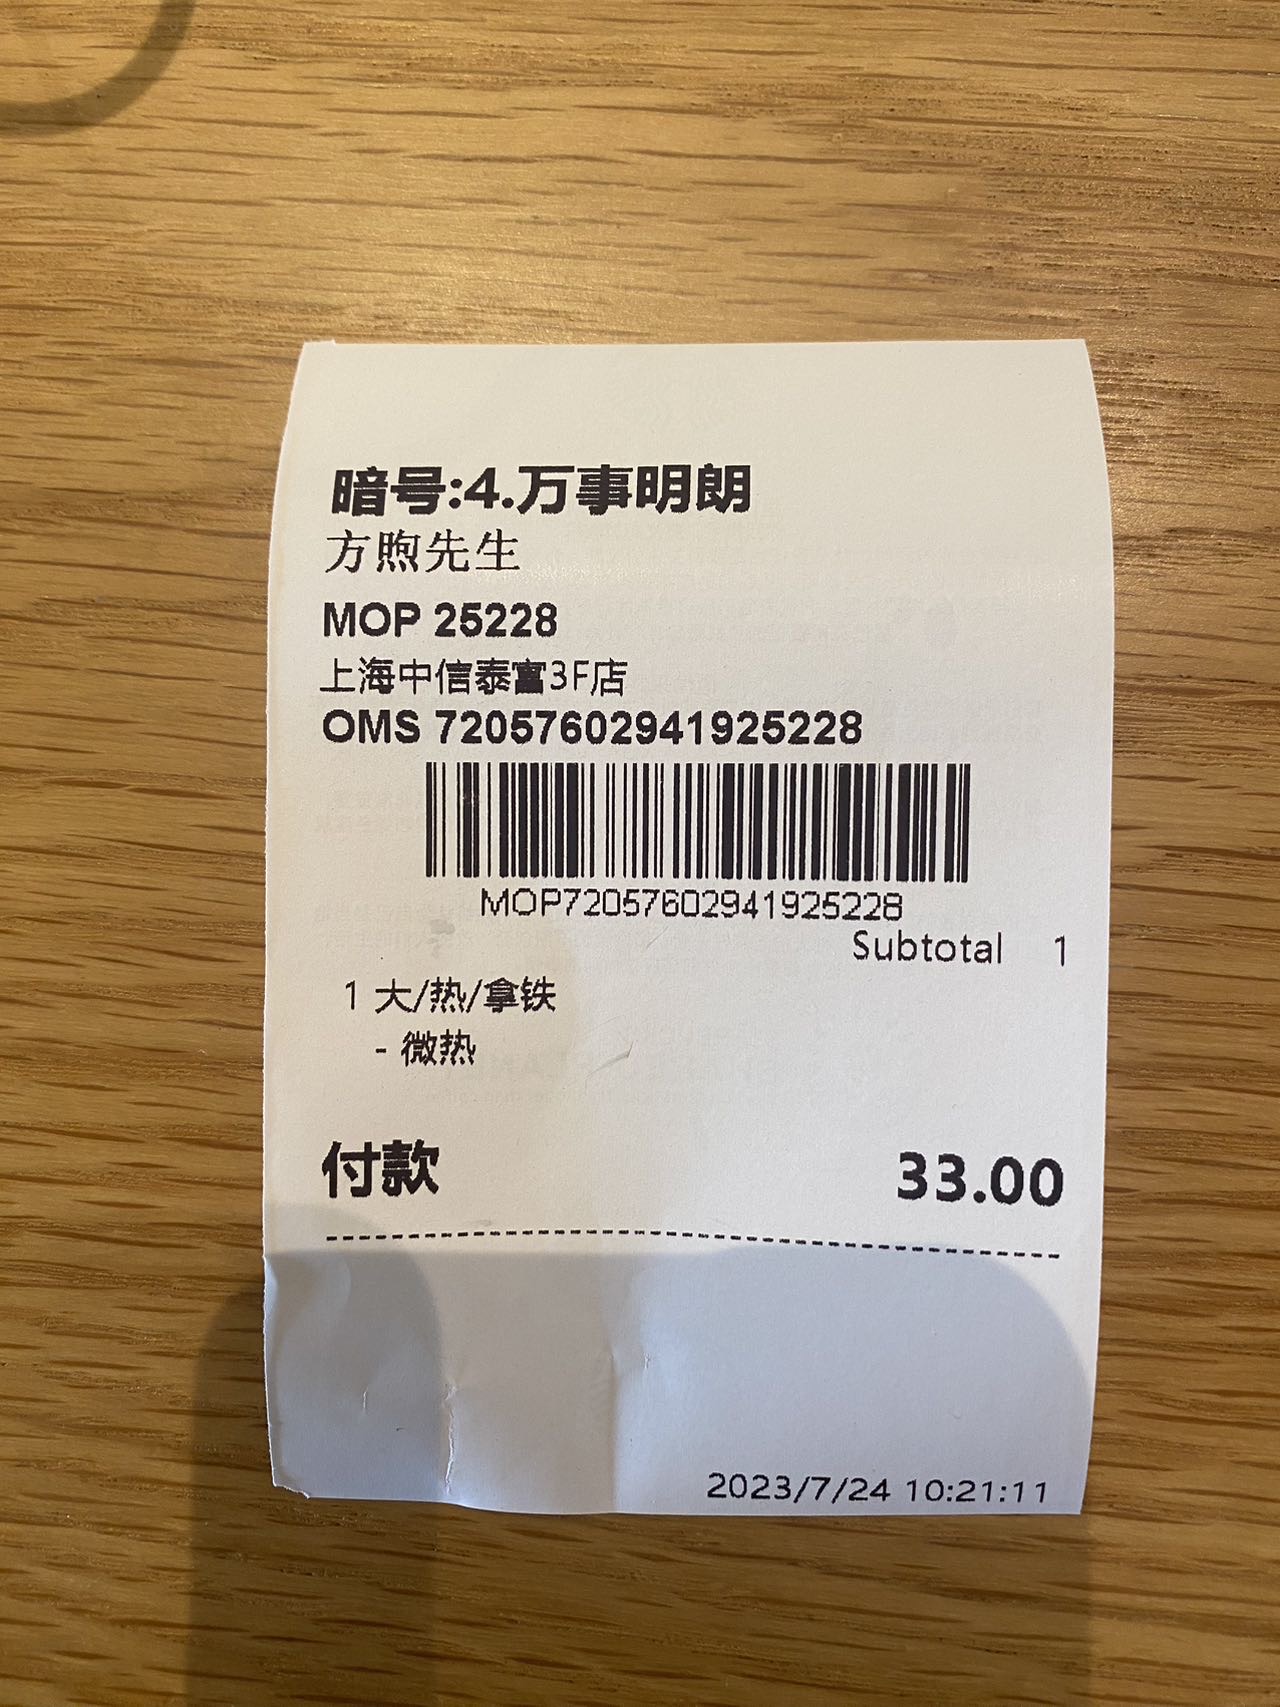 暗号:4.万事明朗
方煦先生
MOP 25228
上海中信泰富3F店
OMS 72057602941925228
MOP72057602941925228
Subtotal 1
1 大/热/拿铁
- 微热
付款 33.00
2023/7/24 10:21:11